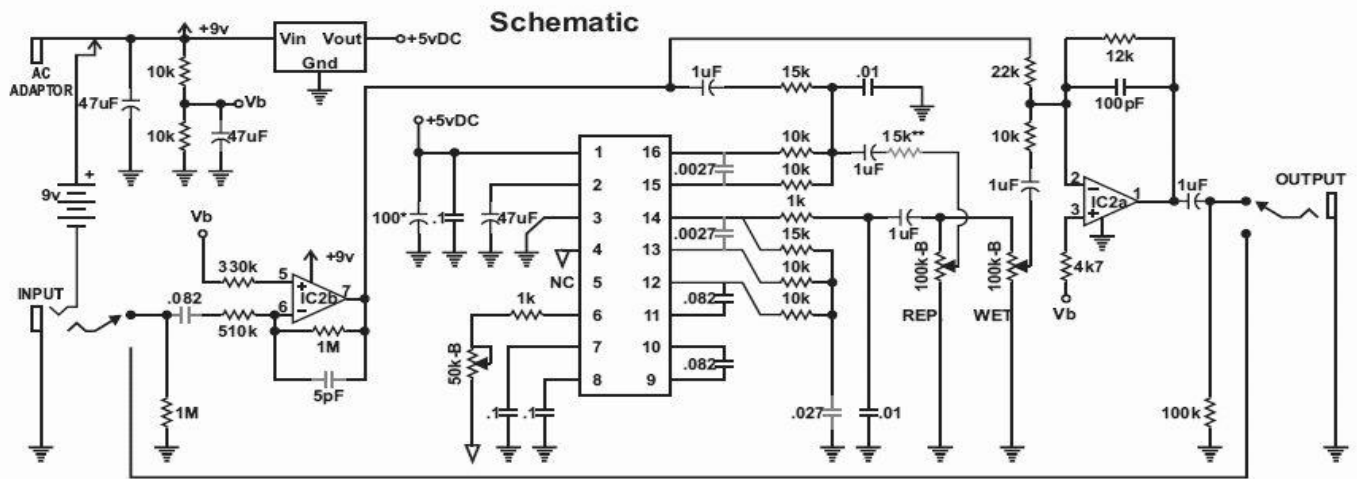 Schematic
+9v
Vin Vout
Gnd
+5vDC
AC
ADAPTOR
47uF
10k
Vb
10k
47uF
+
9v
Vb
+9v
330k
5
+
IC2b
7
6
−
INPUT
.082
510k
1M
5pF
1M
+5vDC
100*
.1
47uF
NC
1k
50k-B
.1
.1
1
2
3
4
5
6
7
8
16
15
14
13
12
11
10
9
1uF
15k
.01
10k
15k**
.0027
1uF
10k
1k
.0027
15k
1uF
10k
10k
.082
.082
.027
.01
100k-B
REP.
100k-B
WET
22k
10k
1uF
12k
100pF
2
−
IC2a
1
3
+
4k7
Vb
1uF
OUTPUT
100k